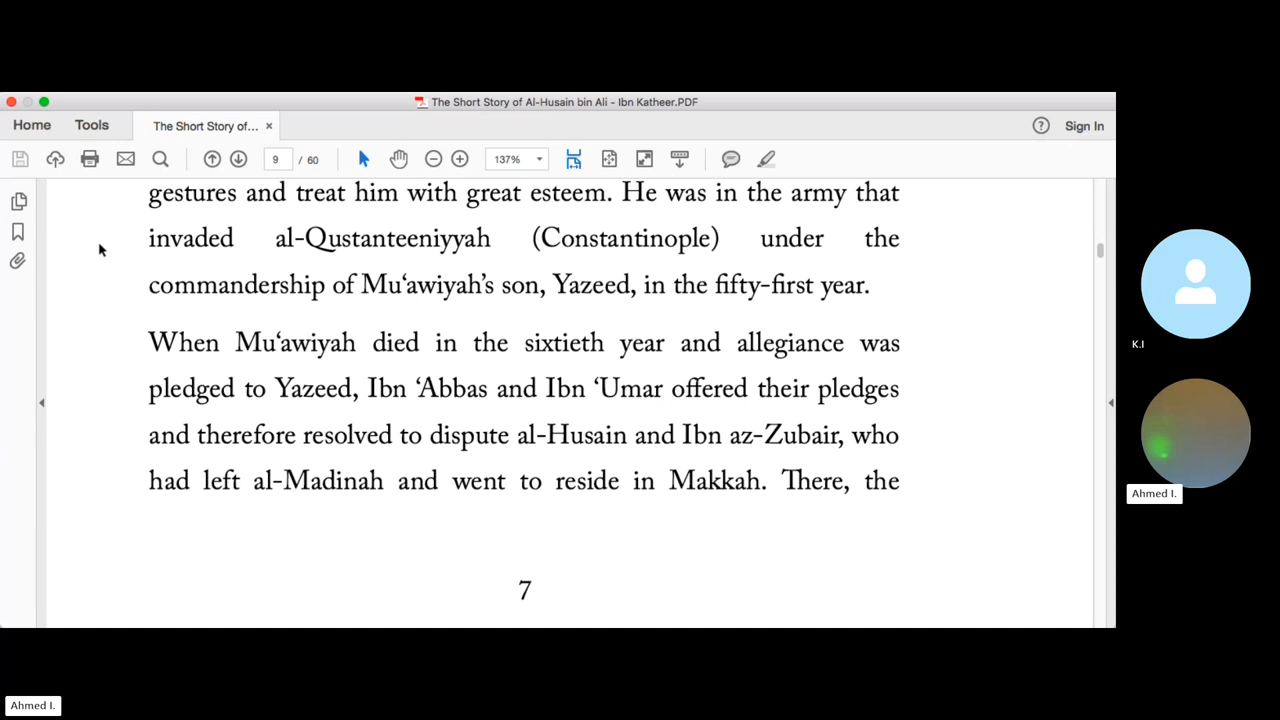 The Short Story of Al-Husain bin Ali - Ibn Katheer.PDF
Home Tools The Short Story of... × ? Sign In
9 / 60 137%
gestures and treat him with great esteem. He was in the army that
invaded al-Qustanteeniyyah (Constantinople) under the
commandership of Mu‘awiyah’s son, Yazeed, in the fifty-first year.
When Mu‘awiyah died in the sixtieth year and allegiance was
pledged to Yazeed, Ibn ‘Abbas and Ibn ‘Umar offered their pledges
and therefore resolved to dispute al-Husain and Ibn az-Zubair, who
had left al-Madinah and went to reside in Makkah. There, the
7
K.I
Ahmed I.
Ahmed I.